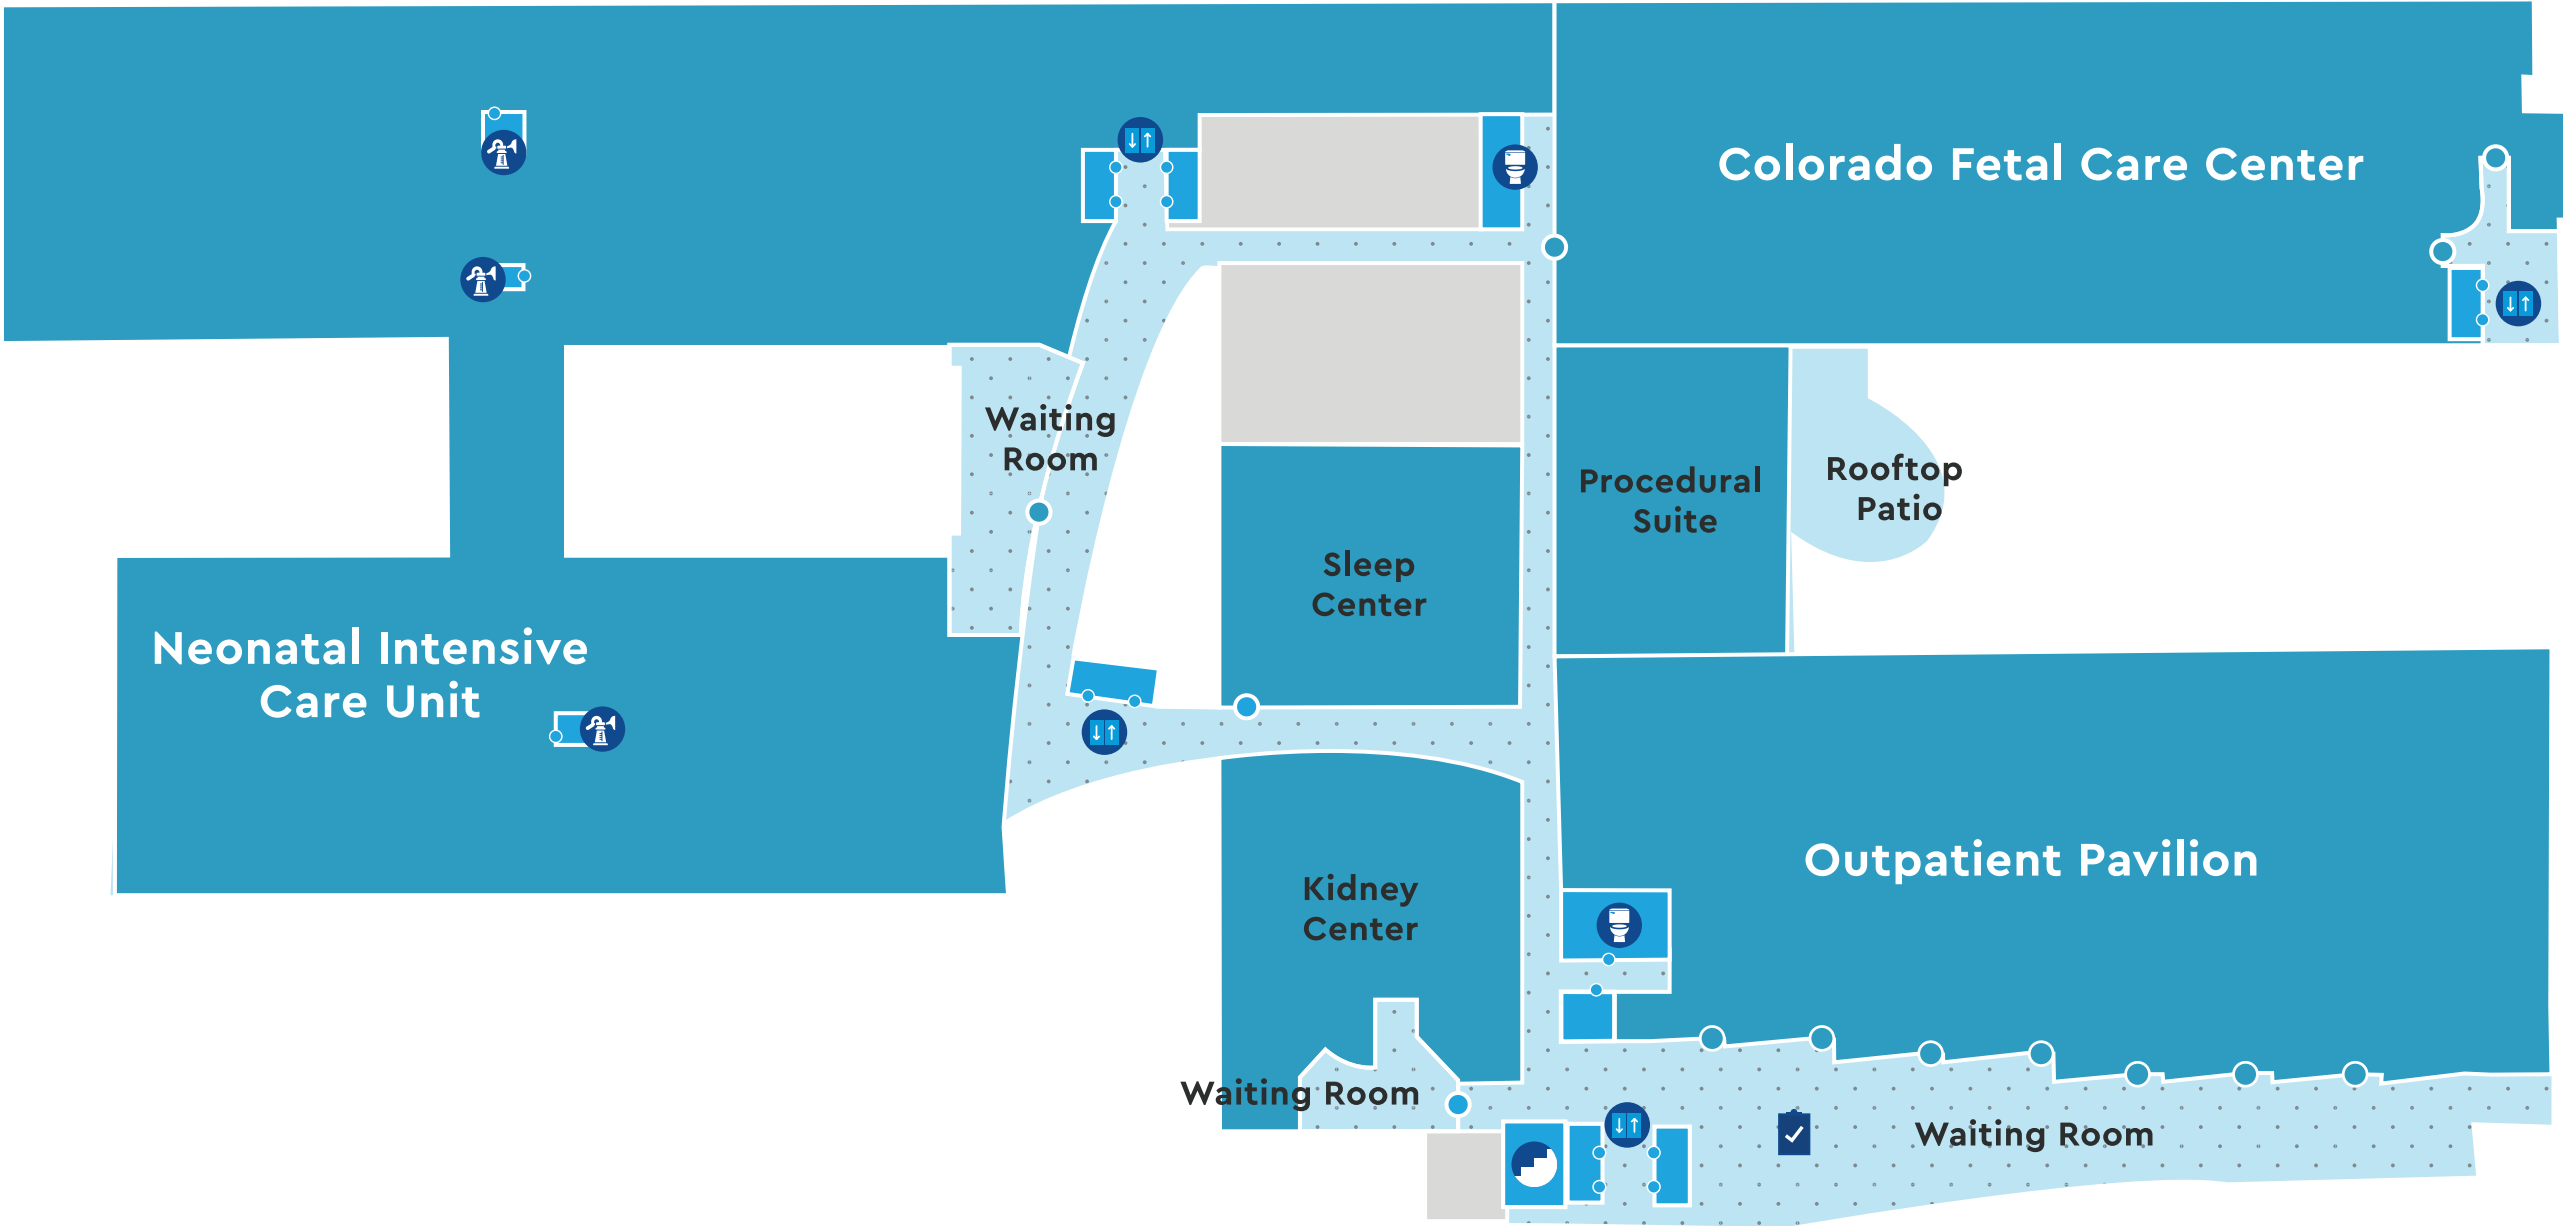 Colorado Fetal Care Center
Waiting
Room
Procedural
Suite
Rooftop
Patio
Sleep
Center
Neonatal Intensive
Care Unit
Outpatient Pavilion
Kidney
Center
Waiting Room
Waiting Room